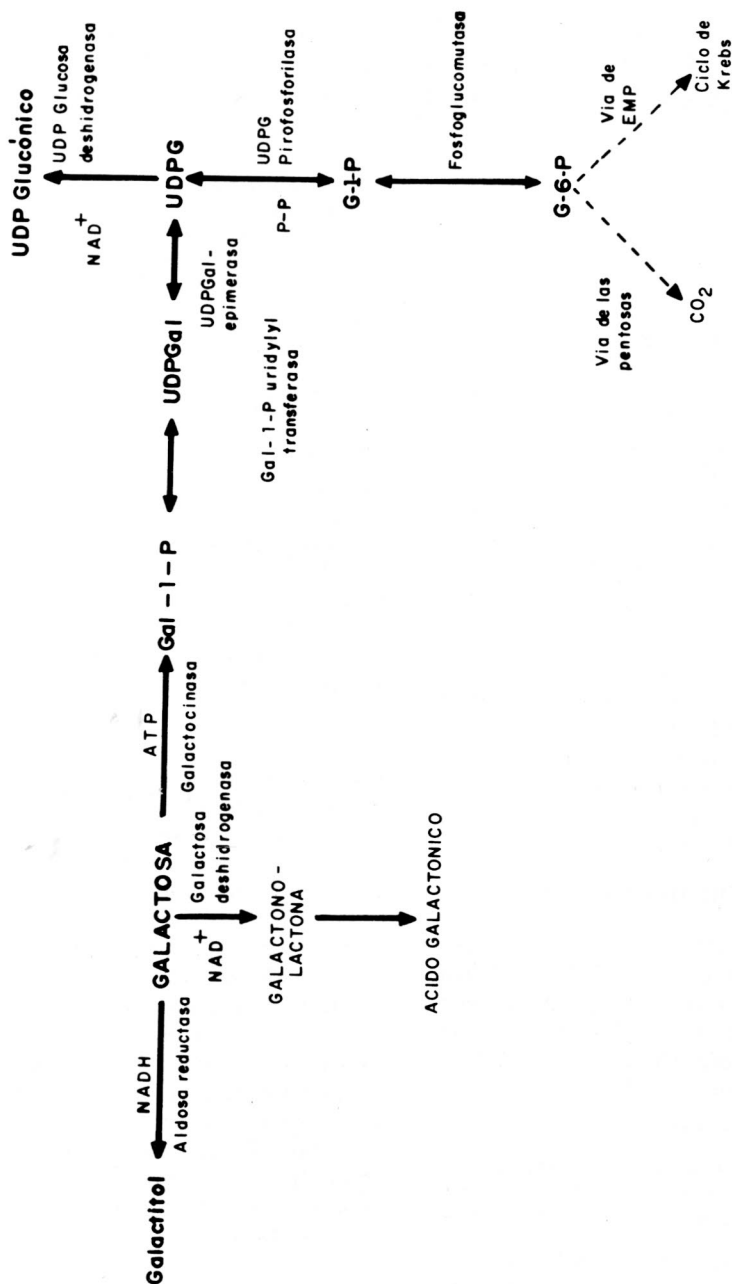 Galactitol
NADH
Aldosa reductasa
GALACTOSA
ATP
Galactocinasa
Gal-1-P
UDPGal
UDPG
NAD+
Galactosa
deshidrogenasa
GALACTONO-
LACTONA
ACIDO GALACTONICO
Gal-1-P uridylyl
transferasa
UDPGal-
epimerasa
UDP Glucónico
NAD+
UDP Glucosa
deshidrogenasa
P-P
UDPG
Pirofosforilasa
G-1-P
Fosfoglucomutasa
G-6-P
Via de las
pentosas
CO2
Via de
EMP
Ciclo de
Krebs